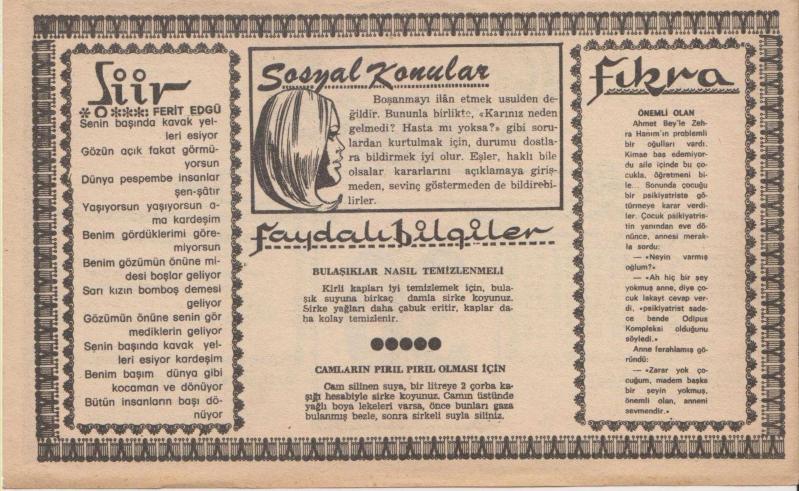 Şiir
*O***: FERİT EDGÜ
Senin başında kavak yel-
leri esiyor
Gözün açık fakat görmü-
yorsun
Dünya pespembe insanlar
şen-şâtır
Yaşıyorsun yaşıyorsun a-
ma kardeşim
Benim gördüklerimi göre-
miyorsun
Benim gözümün önüne mi-
desi boşlar geliyor
Sarı kızın bomboş demesi
geliyor
Gözümün önüne senin gör
mediklerin geliyor
Senin başında kavak yel-
leri esiyor kardeşim
Benim başım dünya gibi
kocaman ve dönüyor
Bütün insanların başı dö-
nüyor
Sosyal Konular
Boşanmayı ilân etmek usulden de-
ğildir. Bununla birlikte, «Karınız neden
gelmedi? Hasta mı yoksa?» gibi soru-
lardan kurtulmak için, durumu dostla-
ra bildirmek iyi olur. Eşler, haklı bile
olsalar kararlarını açıklamaya giriş-
meden, sevinç göstermeden de bildirebi-
lirler.
Faydalı bilgiler
BULAŞIKLAR NASIL TEMİZLENMELİ
Kirli kapları iyi temizlemek için, bula-
şık suyuna birkaç damla sirke koyunuz.
Sirke yağları daha çabuk eritir, kaplar da-
ha kolay temizlenir.
CAMLARIN PIRIL PIRIL OLMASI İÇİN
Cam silinen suya, bir litreye 2 çorba ka-
şığı hesabiyle sirke koyunuz. Camın üstünde
yağlı boya lekeleri varsa, önce bunları gaza
bulanmış bezle, sonra sirkeli suyla siliniz.
Fıkra
ÖNEMLİ OLAN
Ahmet Bey'le Zeh-
ra Hanım'ın problemli
bir oğulları vardı.
Kimse baş edemiyor-
du aile içinde bu ço-
cukla, öğretmeni bi-
le... Sonunda çocuğu
bir psikiyatriste gö-
türmeye karar verdi-
ler. Çocuk psikiyatris-
tin yanından eve dö-
nünce, annesi merak-
la sordu:
— «Neyin varmış
oğlum?»
— «Ah hiç bir şey
yokmuş anne, diye ço-
cuk lakayt cevap ver-
di, «psikiyatrist sade-
ce bende Odipus
Kompleksi olduğunu
söyledi.»
Anne ferahlamış gö-
ründü:
— «Zarar yok ço-
cuğum, madem başka
bir şeyin yokmuş,
önemli olan, anneni
sevmendir.»